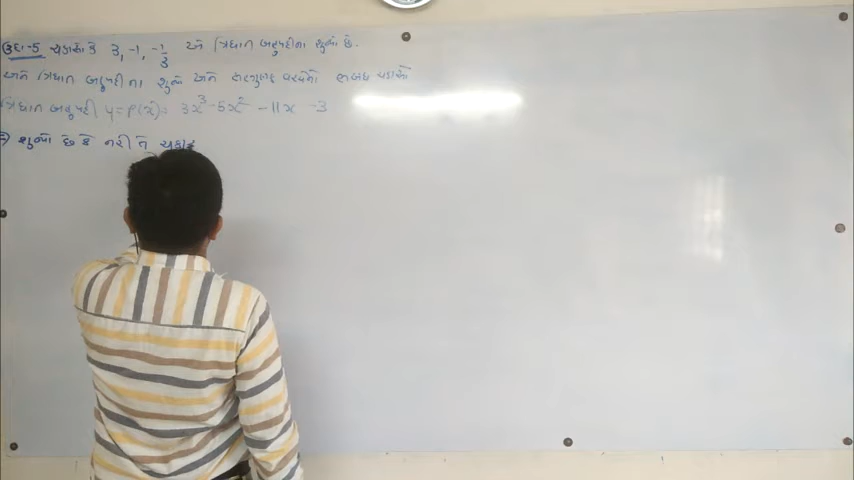 ઉદા-5 ચકાસો કે 3, -1, -1/3 એ ત્રિઘાત બહુપદીના શૂન્યો છે.
અને ત્રિઘાત બહુપદી ના શૂન્યો અને સહગુણક વચ્ચેનો સંબંધ ચકાસો
ત્રિઘાત બહુપદી y = P(x) = 3x³ - 5x² - 11x - 3
શૂન્યો છે કે નહી તે ચકાસ